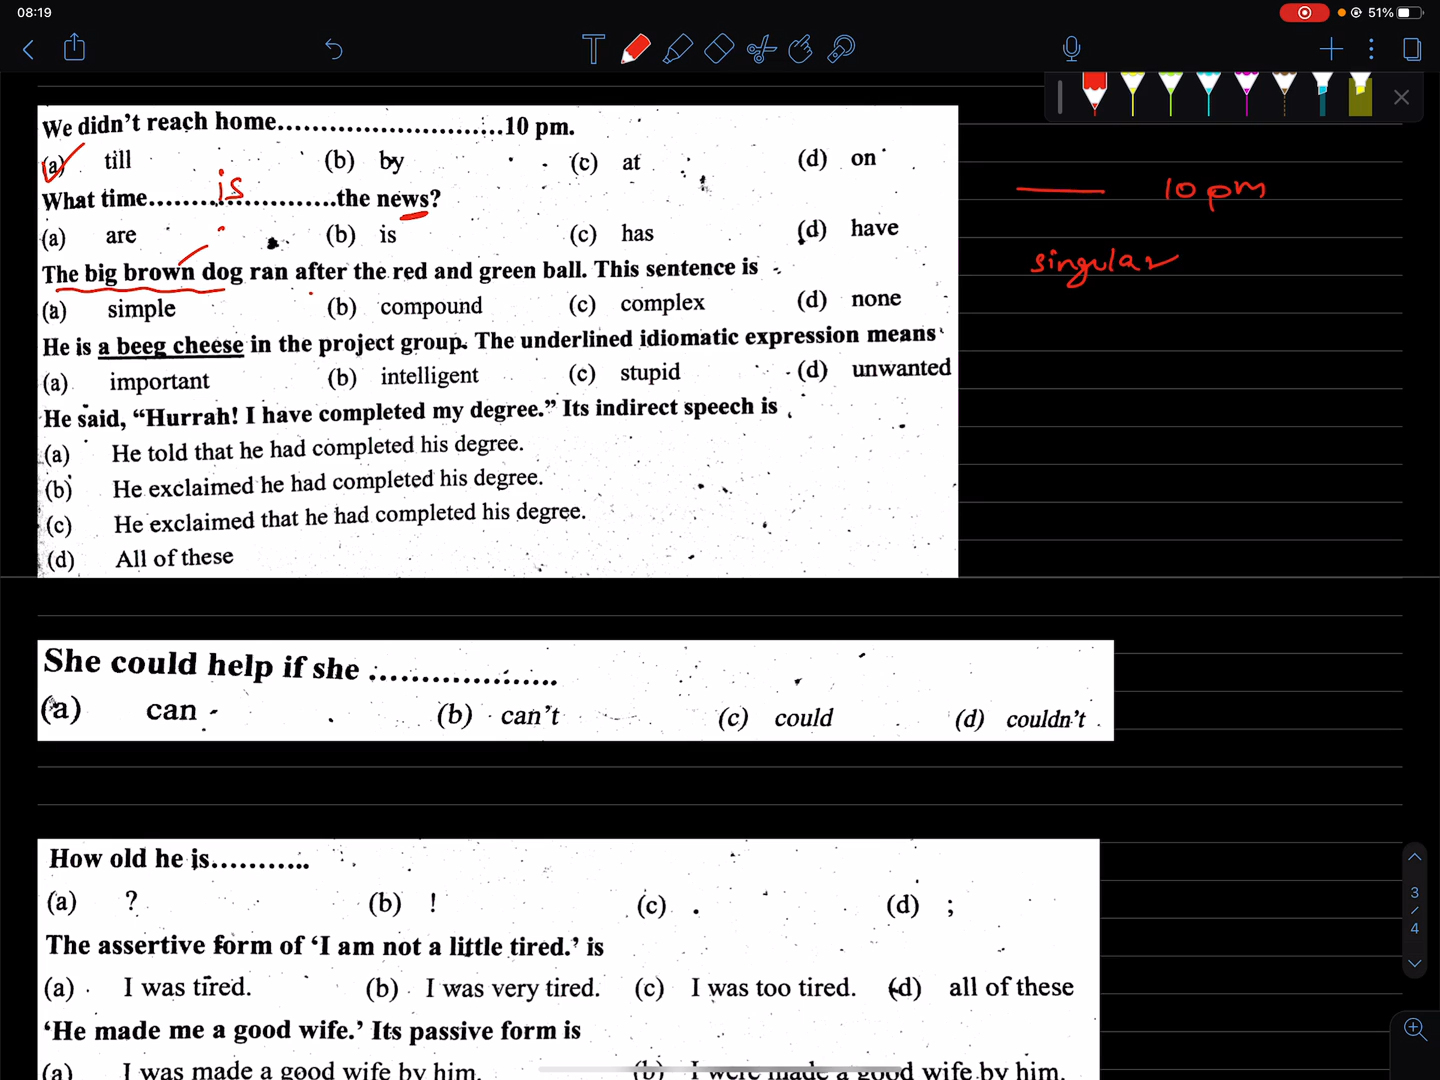 08:19
51%
We didn't reach home............................10 pm.
(a) till (b) by (c) at (d) on
is
What time........................the news?
(a) are (b) is (c) has (d) have
The big brown dog ran after the red and green ball. This sentence is
(a) simple (b) compound (c) complex (d) none
He is a beeg cheese in the project group. The underlined idiomatic expression means
(a) important (b) intelligent (c) stupid (d) unwanted
He said, “Hurrah! I have completed my degree.” Its indirect speech is
(a) He told that he had completed his degree.
(b) He exclaimed he had completed his degree.
(c) He exclaimed that he had completed his degree.
(d) All of these
10 pm
singular
She could help if she ...................
(a) can (b) can't (c) could (d) couldn't
How old he is...........
(a) ? (b) ! (c) . (d) ;
The assertive form of ‘I am not a little tired.’ is
(a) I was tired. (b) I was very tired. (c) I was too tired. (d) all of these
‘He made me a good wife.’ Its passive form is
(a) I was made a good wife by him. (b) I were made a good wife by him.
3
/
4